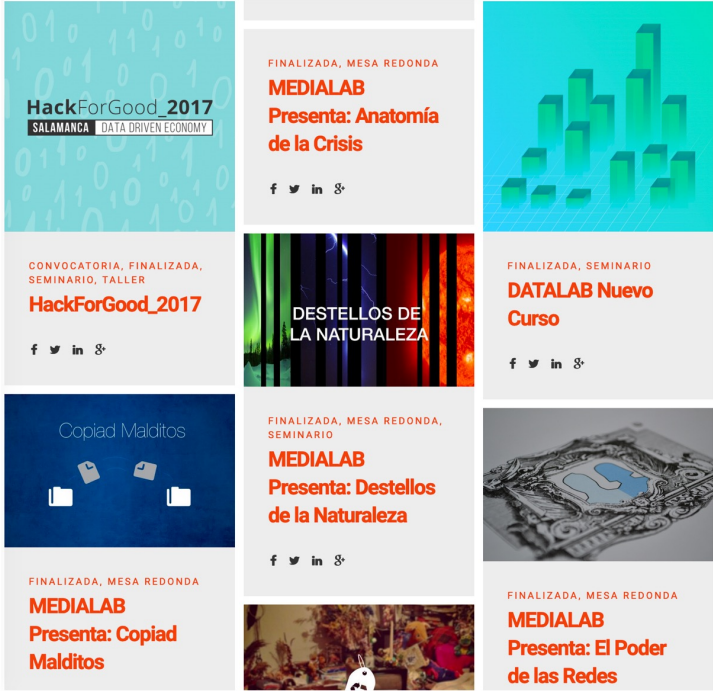 HackForGood_2017
SALAMANCA DATA DRIVEN ECONOMY
CONVOCATORIA, FINALIZADA,
SEMINARIO, TALLER
HackForGood_2017
Copiad Malditos
FINALIZADA, MESA REDONDA
MEDIALAB
Presenta: Copiad
Malditos
FINALIZADA, MESA REDONDA
MEDIALAB
Presenta: Anatomía
de la Crisis
DESTELLOS DE
LA NATURALEZA
FINALIZADA, MESA REDONDA,
SEMINARIO
MEDIALAB
Presenta: Destellos
de la Naturaleza
FINALIZADA, SEMINARIO
DATALAB Nuevo
Curso
FINALIZADA, MESA REDONDA
MEDIALAB
Presenta: El Poder
de las Redes